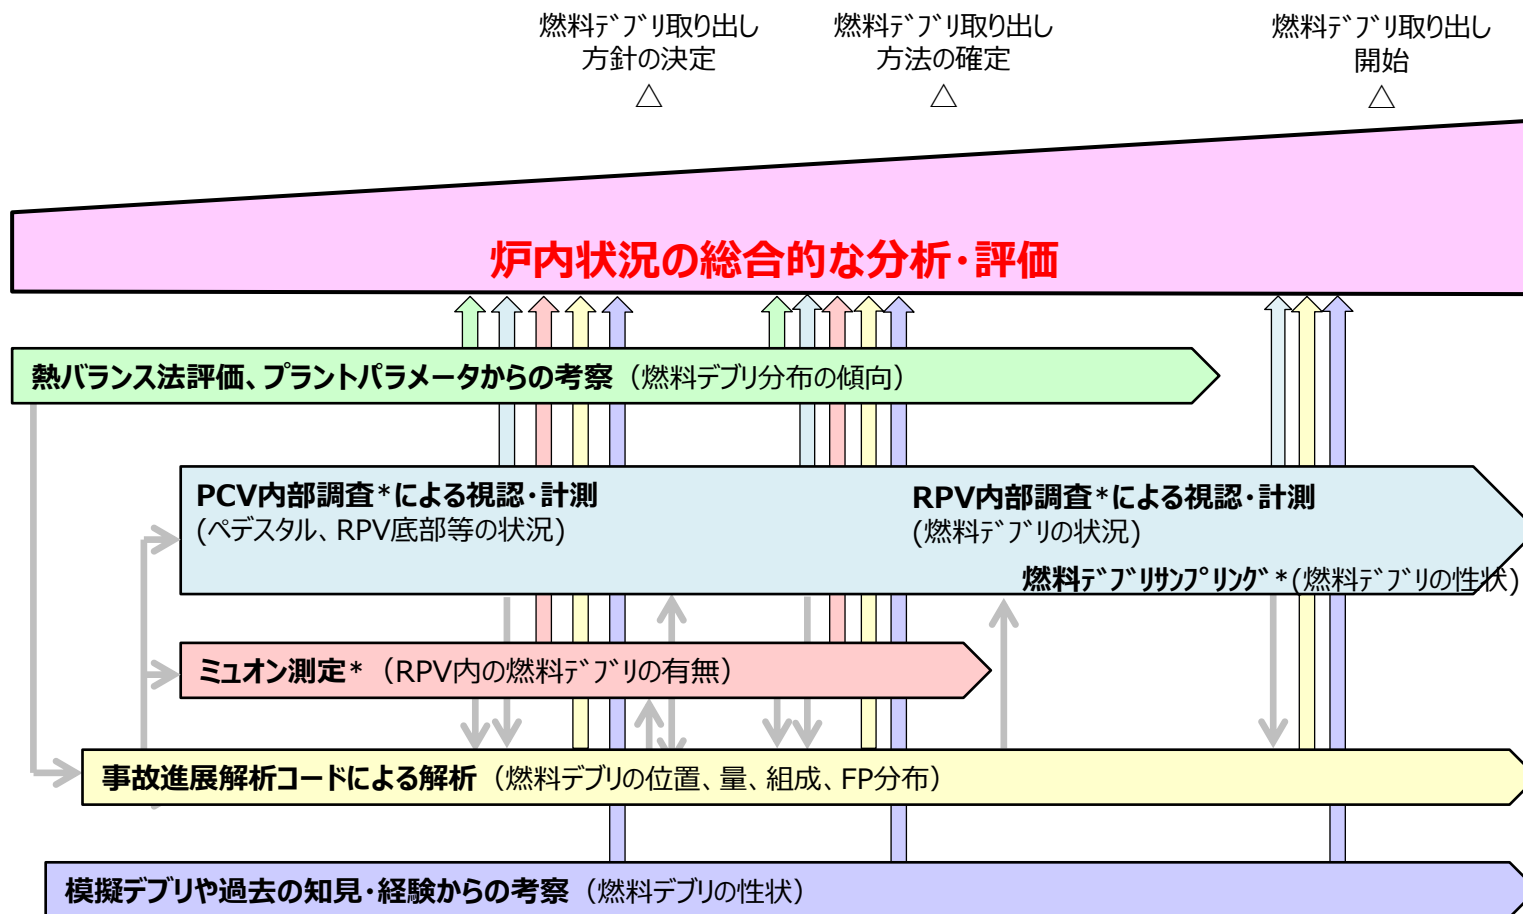 燃料ﾃﾞﾌﾞﾘ取り出し
方針の決定
△
燃料ﾃﾞﾌﾞﾘ取り出し
方法の確定
△
燃料ﾃﾞﾌﾞﾘ取り出し
開始
△
炉内状況の総合的な分析･評価
熱バランス法評価、プラントパラメータからの考察（燃料デブリ分布の傾向）
PCV内部調査*による視認･計測
(ペデスタル、RPV底部等の状況)
RPV内部調査*による視認･計測
(燃料ﾃﾞﾌﾞﾘの状況)
燃料ﾃﾞﾌﾞﾘｻﾝﾌﾟﾘﾝｸﾞ*(燃料ﾃﾞﾌﾞﾘの性状)
ミュオン測定*（RPV内の燃料ﾃﾞﾌﾞﾘの有無）
事故進展解析コードによる解析（燃料デブリの位置、量、組成、FP分布）
模擬デブリや過去の知見･経験からの考察（燃料デブリの性状）